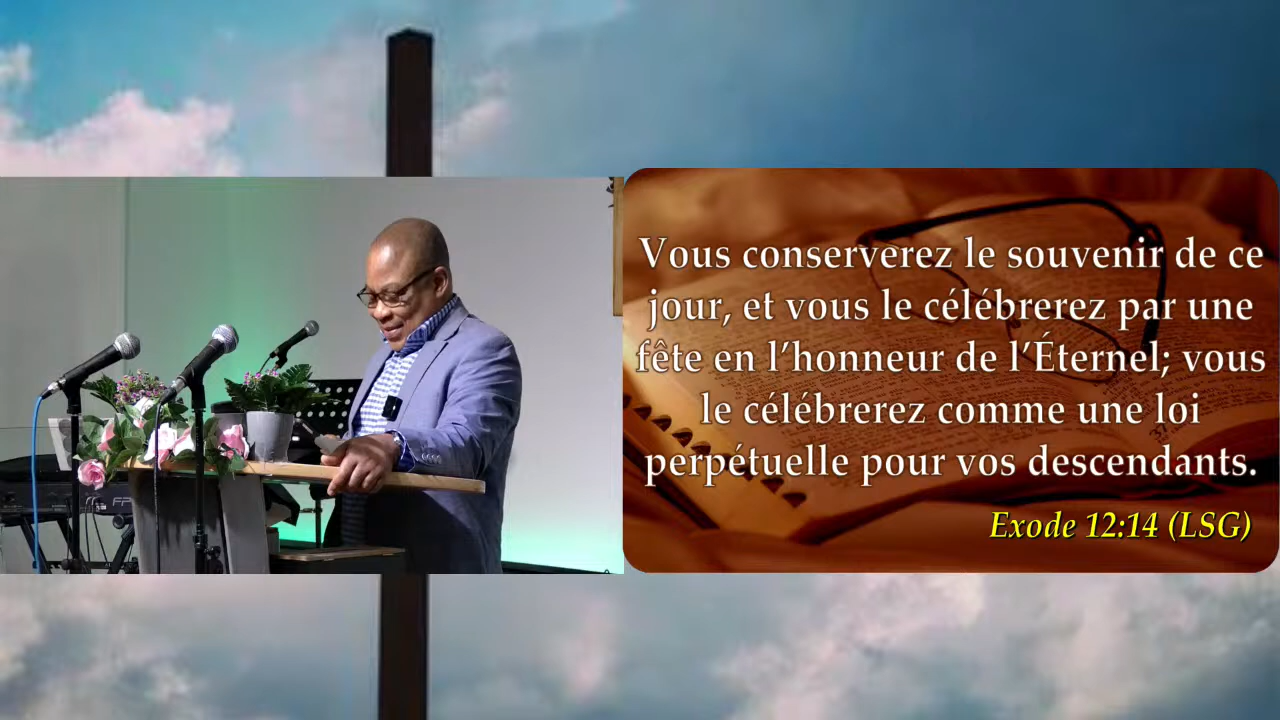 Vous conserverez le souvenir de ce
jour, et vous le célébrerez par une
fête en l’honneur de l’Éternel; vous
le célébrerez comme une loi
perpétuelle pour vos descendants.
Exode 12:14 (LSG)